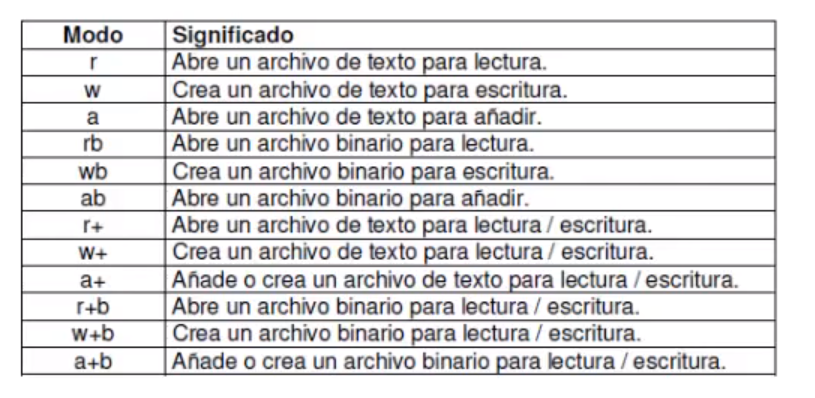 Modo Significado
r Abre un archivo de texto para lectura.
w Crea un archivo de texto para escritura.
a Abre un archivo de texto para añadir.
rb Abre un archivo binario para lectura.
wb Crea un archivo binario para escritura.
ab Abre un archivo binario para añadir.
r+ Abre un archivo de texto para lectura / escritura.
w+ Crea un archivo de texto para lectura / escritura.
a+ Añade o crea un archivo de texto para lectura / escritura.
r+b Abre un archivo binario para lectura / escritura.
w+b Crea un archivo binario para lectura / escritura.
a+b Añade o crea un archivo binario para lectura / escritura.